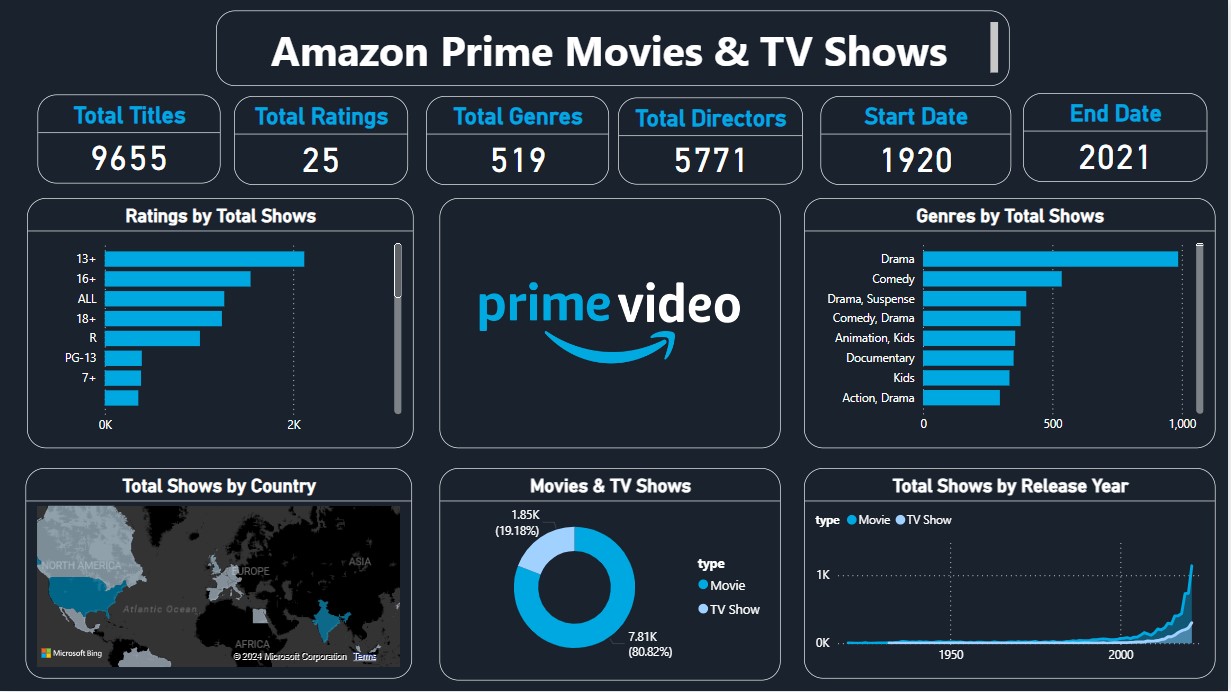 Amazon Prime Movies & TV Shows
Total Titles
9655
Total Ratings
25
Total Genres
519
Total Directors
5771
Start Date
1920
End Date
2021
Ratings by Total Shows
13+
16+
ALL
18+
R
PG-13
7+
0K 2K
prime video
Genres by Total Shows
Drama
Comedy
Drama, Suspense
Comedy, Drama
Animation, Kids
Documentary
Kids
Action, Drama
0 500 1,000
Total Shows by Country
NORTH AMERICA
EUROPE
ASIA
Atlantic Ocean
AFRICA
Microsoft Bing
© 2024 Microsoft Corporation Terms
Movies & TV Shows
1.85K
(19.18%)
type
Movie
TV Show
7.81K
(80.82%)
Total Shows by Release Year
type Movie TV Show
1K
0K
1950 2000